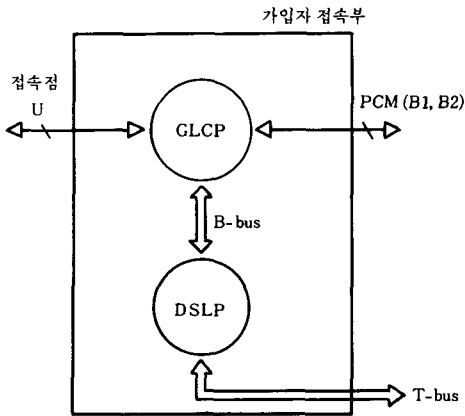 가입자 접속부
접속점
U
PCM (B1, B2)
GLCP
B-bus
DSLP
T-bus